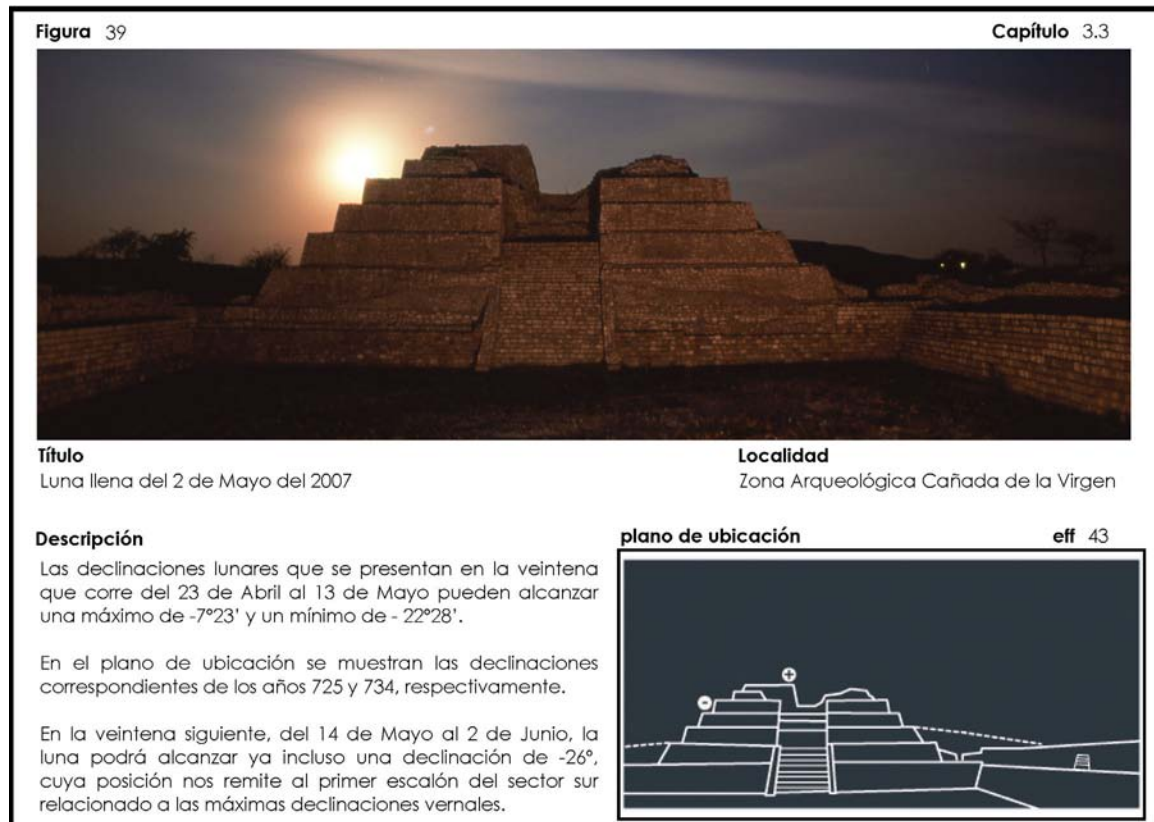 Figura 39
Capítulo 3.3
Título
Luna llena del 2 de Mayo del 2007
Localidad
Zona Arqueológica Cañada de la Virgen
Descripción
Las declinaciones lunares que se presentan en la veintena
que corre del 23 de Abril al 13 de Mayo pueden alcanzar
una máximo de -7º23' y un mínimo de - 22º28'.
En el plano de ubicación se muestran las declinaciones
correspondientes de los años 725 y 734, respectivamente.
En la veintena siguiente, del 14 de Mayo al 2 de Junio, la
luna podrá alcanzar ya incluso una declinación de -26º,
cuya posición nos remite al primer escalón del sector sur
relacionado a las máximas declinaciones vernales.
plano de ubicación
eff 43
+
-